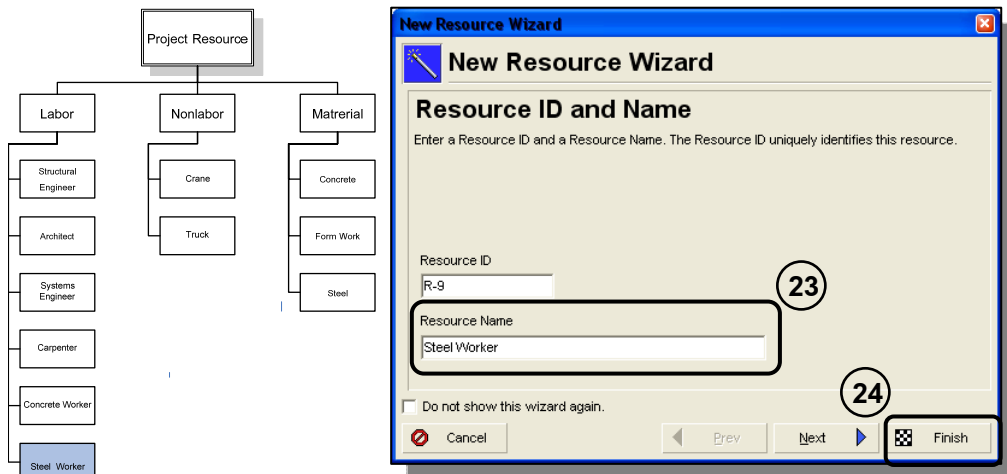 Project Resource
Labor
Nonlabor
Matrerial
Structural
Engineer
Crane
Concrete
Architect
Truck
Form Work
Systems
Engineer
Steel
Carpenter
Concrete Worker
Steel Worker
New Resource Wizard
New Resource Wizard
Resource ID and Name
Enter a Resource ID and a Resource Name. The Resource ID uniquely identifies this resource.
Resource ID
R-9
23
Resource Name
Steel Worker
24
Do not show this wizard again.
Cancel
Prev
Next
Finish